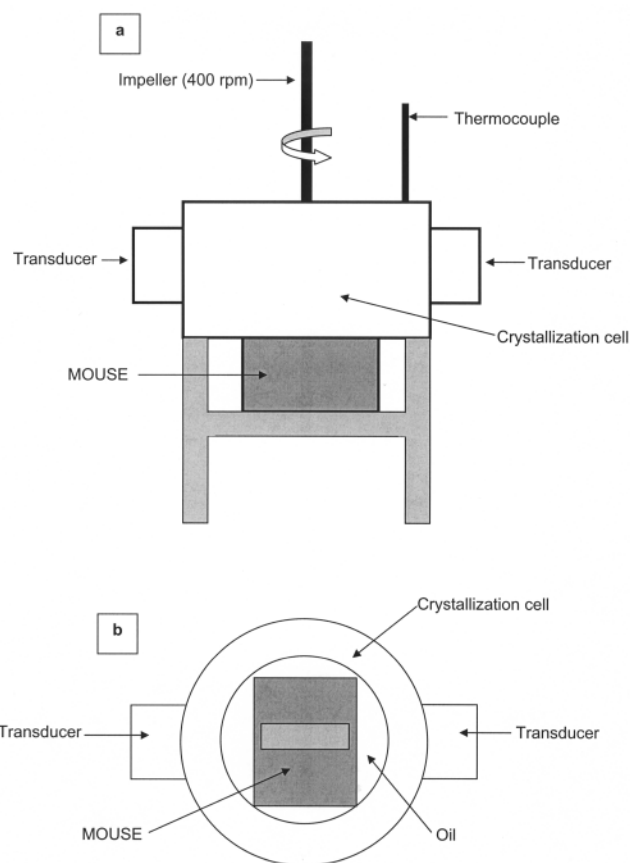 a
Impeller (400 rpm)
Thermocouple
Transducer
Transducer
Crystallization cell
MOUSE
b
Crystallization cell
Transducer
Transducer
MOUSE
Oil